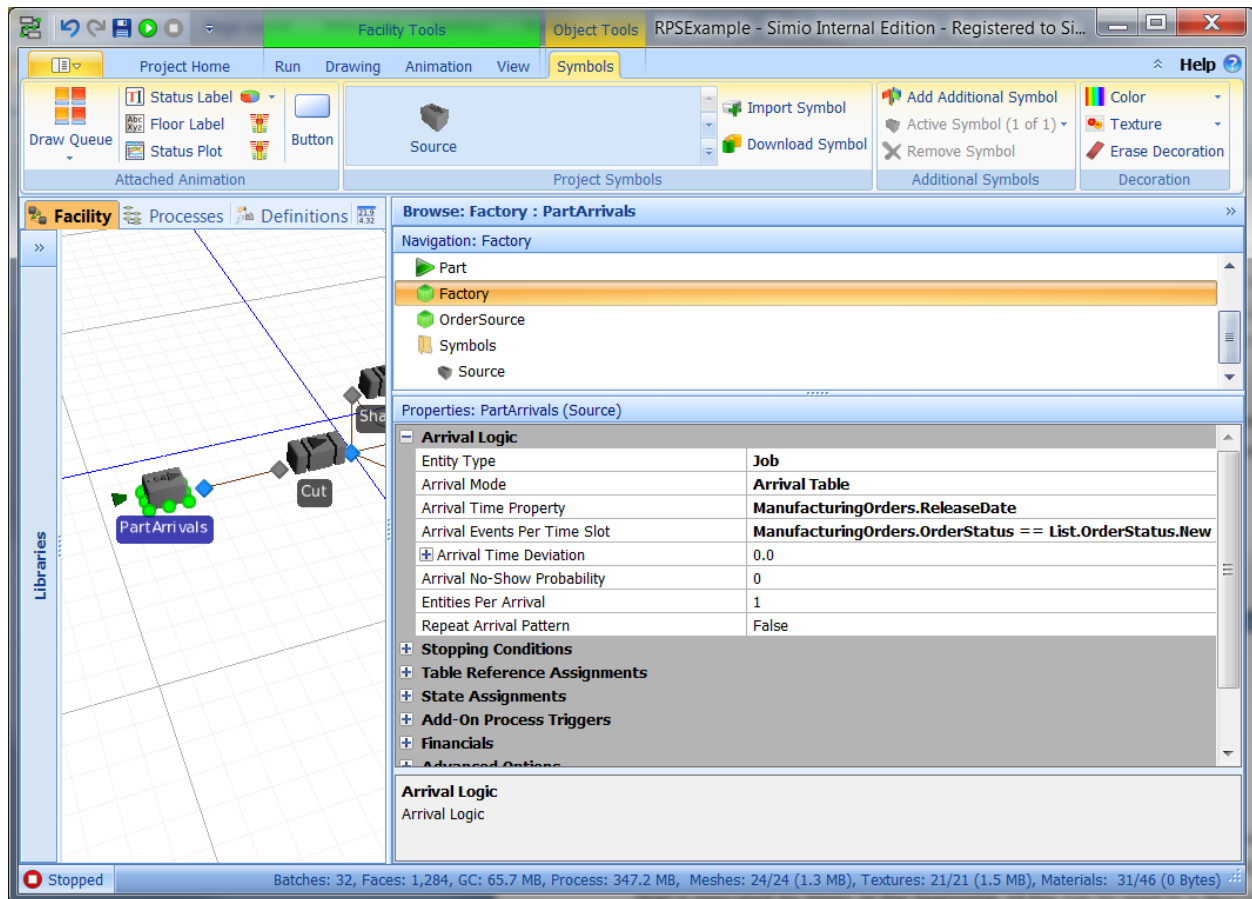 Facility Tools
Object Tools
RPSExample - Simio Internal Edition - Registered to Si...
Project Home Run Drawing Animation View Symbols Help
Draw Queue
Status Label
Abc Xyz Floor Label
Status Plot
Button
Source
Import Symbol
Download Symbol
Add Additional Symbol
Active Symbol (1 of 1)
Remove Symbol
Color
Texture
Erase Decoration
Attached Animation
Project Symbols
Additional Symbols
Decoration
Facility Processes Definitions 21.9 4.32
Browse: Factory : PartArrivals
Navigation: Factory
Part
Factory
OrderSource
Symbols
Source
Libraries
Sha
Cut
PartArrivals
Properties: PartArrivals (Source)
Arrival Logic
Entity Type Job
Arrival Mode Arrival Table
Arrival Time Property ManufacturingOrders.ReleaseDate
Arrival Events Per Time Slot ManufacturingOrders.OrderStatus == List.OrderStatus.New
Arrival Time Deviation 0.0
Arrival No-Show Probability 0
Entities Per Arrival 1
Repeat Arrival Pattern False
Stopping Conditions
Table Reference Assignments
State Assignments
Add-On Process Triggers
Financials
Advanced Options
Arrival Logic
Arrival Logic
Stopped
Batches: 32, Faces: 1,284, GC: 65.7 MB, Process: 347.2 MB, Meshes: 24/24 (1.3 MB), Textures: 21/21 (1.5 MB), Materials: 31/46 (0 Bytes)